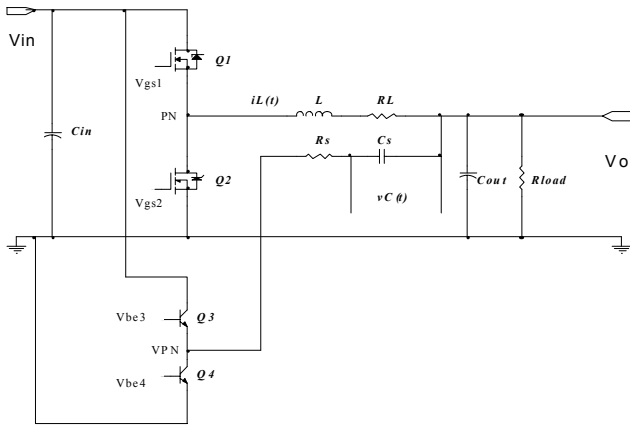 Vin
Q1
Vgs1
iL(t)
L
RL
PN
Rs
Cs
Cin
Vo
Q2
Cout
Rload
Vgs2
vC(t)
Vbe3
Q3
VPN
Vbe4
Q4